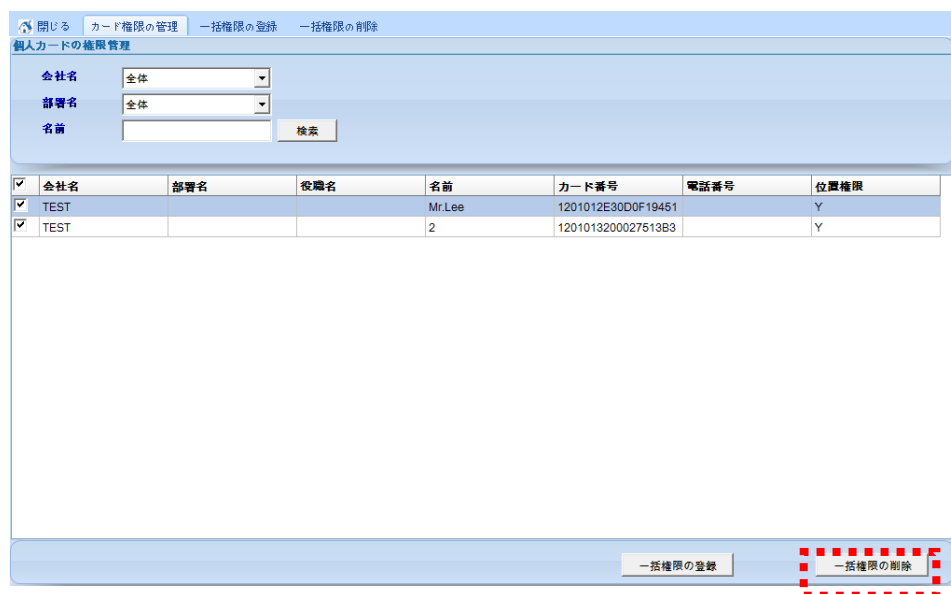 閉じる カード権限の管理 一括権限の登録 一括権限の削除
個人カードの権限管理
会社名 全体
部署名 全体
名前 検索
会社名 部署名 役職名 名前 カード番号 電話番号 位置権限
TEST Mr.Lee 1201012E30D0F19451 Y
TEST 2 1201013200027513B3 Y
一括権限の登録 一括権限の削除